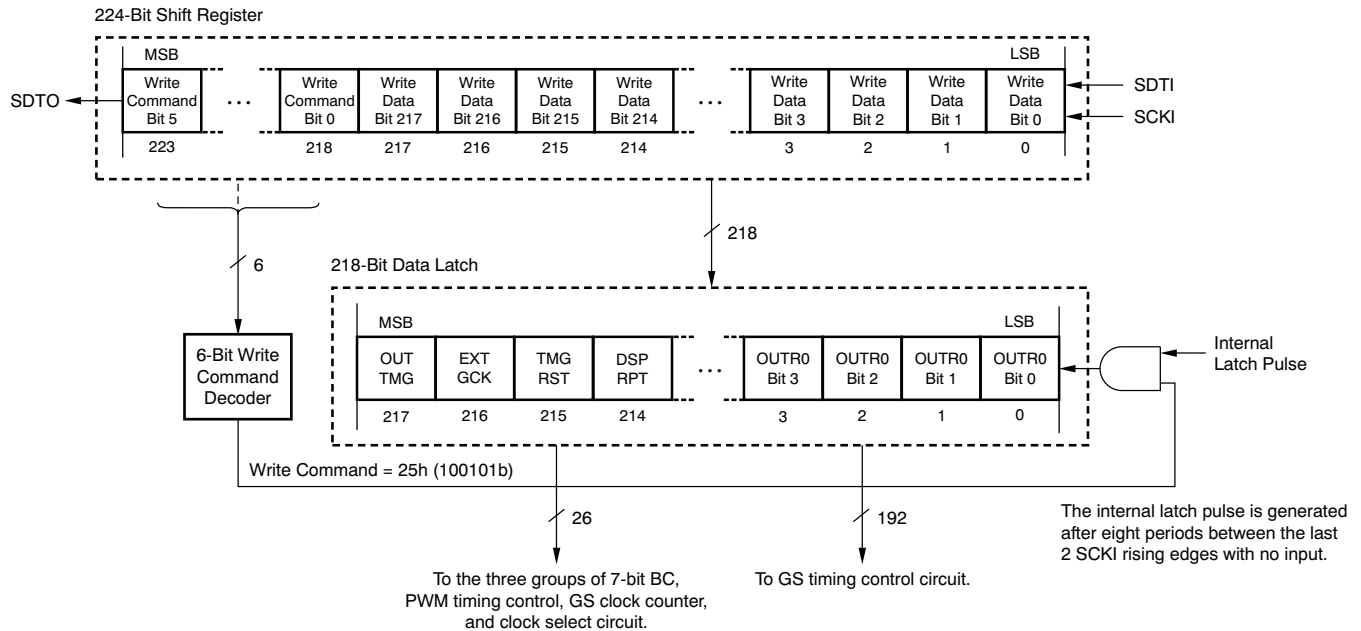 224-Bit Shift Register
MSB
LSB
SDTO
Write Command Bit 5
...
Write Command Bit 0
Write Data Bit 217
Write Data Bit 216
Write Data Bit 215
Write Data Bit 214
...
Write Data Bit 3
Write Data Bit 2
Write Data Bit 1
Write Data Bit 0
SDTI
SCKI
223
218
217
216
215
214
3
2
1
0
6
218
218-Bit Data Latch
MSB
LSB
6-Bit Write Command Decoder
OUT TMG
EXT GCK
TMG RST
DSP RPT
...
OUTR0 Bit 3
OUTR0 Bit 2
OUTR0 Bit 1
OUTR0 Bit 0
Internal Latch Pulse
217
216
215
214
3
2
1
0
Write Command = 25h (100101b)
26
192
The internal latch pulse is generated
after eight periods between the last
2 SCKI rising edges with no input.
To the three groups of 7-bit BC,
PWM timing control, GS clock counter,
and clock select circuit.
To GS timing control circuit.